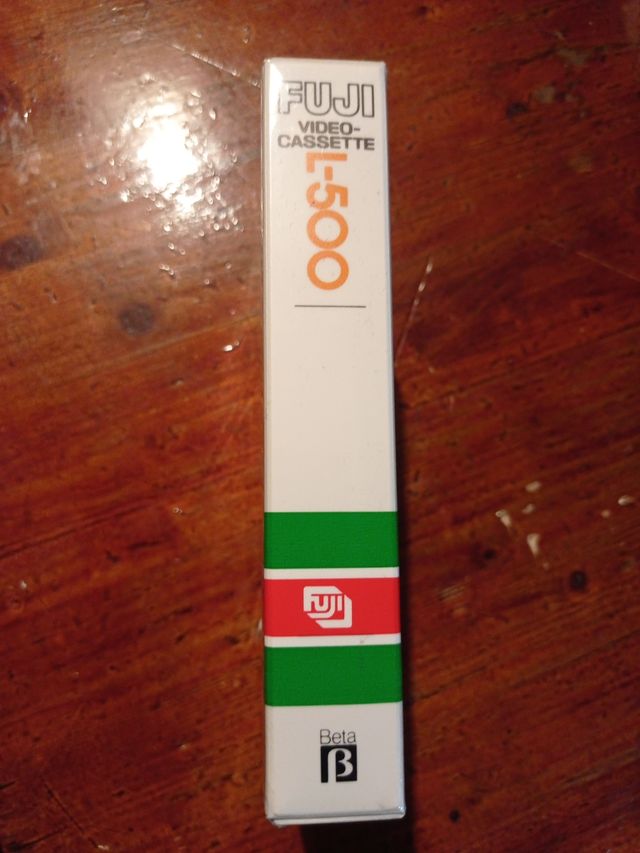 FUJI
VIDEO-
CASSETTE
L-500
FUJI
Beta
β